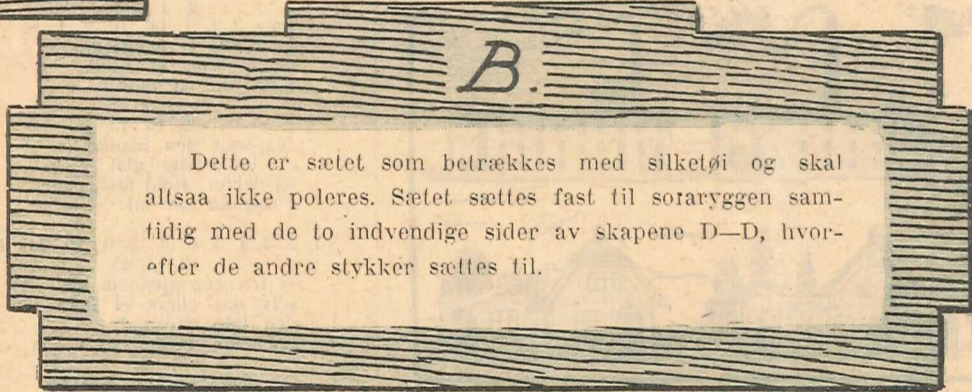 B.
Dette er sætet som betrækkes med silketøi og skal
altsaa ikke poleres. Sætet sættes fast til soraryggen sam-
tidig med de to indvendige sider av skapene D—D, hvor-
efter de andre stykker sættes til.